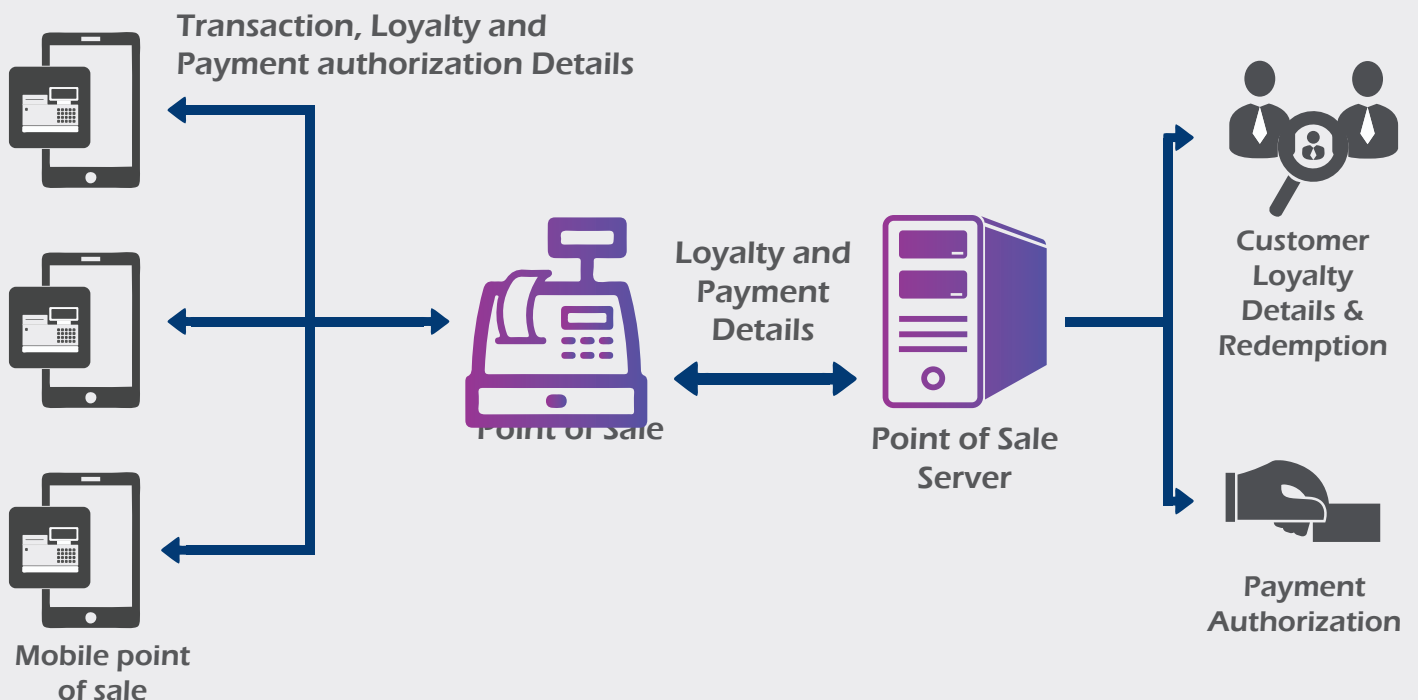 Transaction, Loyalty and
Payment authorization Details
Loyalty and
Payment
Details
Customer
Loyalty
Details &
Redemption
Point of Sale
Point of Sale
Server
Payment
Authorization
Mobile point
of sale